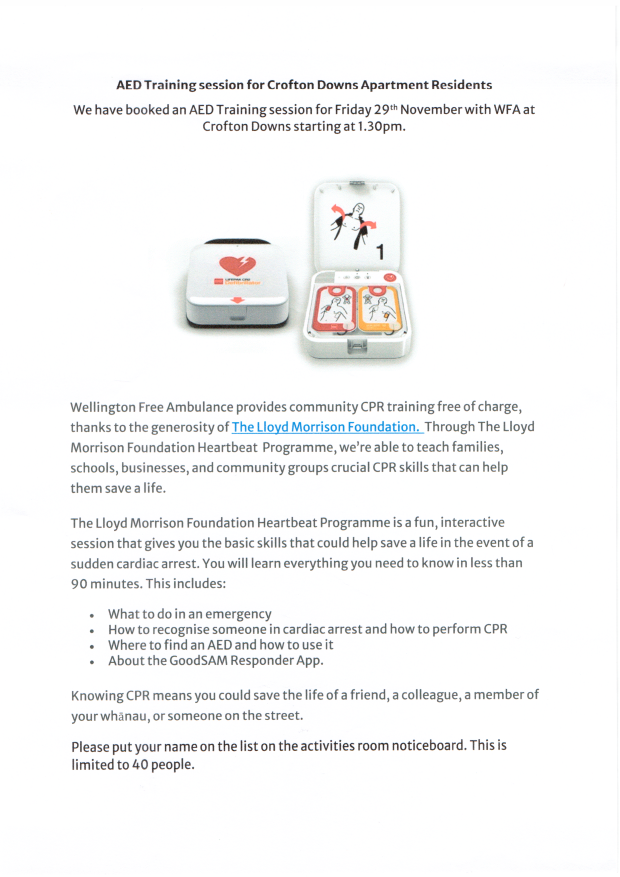 AED Training session for Crofton Downs Apartment Residents
We have booked an AED Training session for Friday 29th November with WFA at
Crofton Downs starting at 1.30pm.
1
Wellington Free Ambulance provides community CPR training free of charge,
thanks to the generosity of The Lloyd Morrison Foundation. Through The Lloyd
Morrison Foundation Heartbeat Programme, we're able to teach families,
schools, businesses, and community groups crucial CPR skills that can help
them save a life.
The Lloyd Morrison Foundation Heartbeat Programme is a fun, interactive
session that gives you the basic skills that could help save a life in the event of a
sudden cardiac arrest. You will learn everything you need to know in less than
90 minutes. This includes:
• What to do in an emergency
• How to recognise someone in cardiac arrest and how to perform CPR
• Where to find an AED and how to use it
• About the GoodSAM Responder App.
Knowing CPR means you could save the life of a friend, a colleague, a member of
your whānau, or someone on the street.
Please put your name on the list on the activities room noticeboard. This is
limited to 40 people.